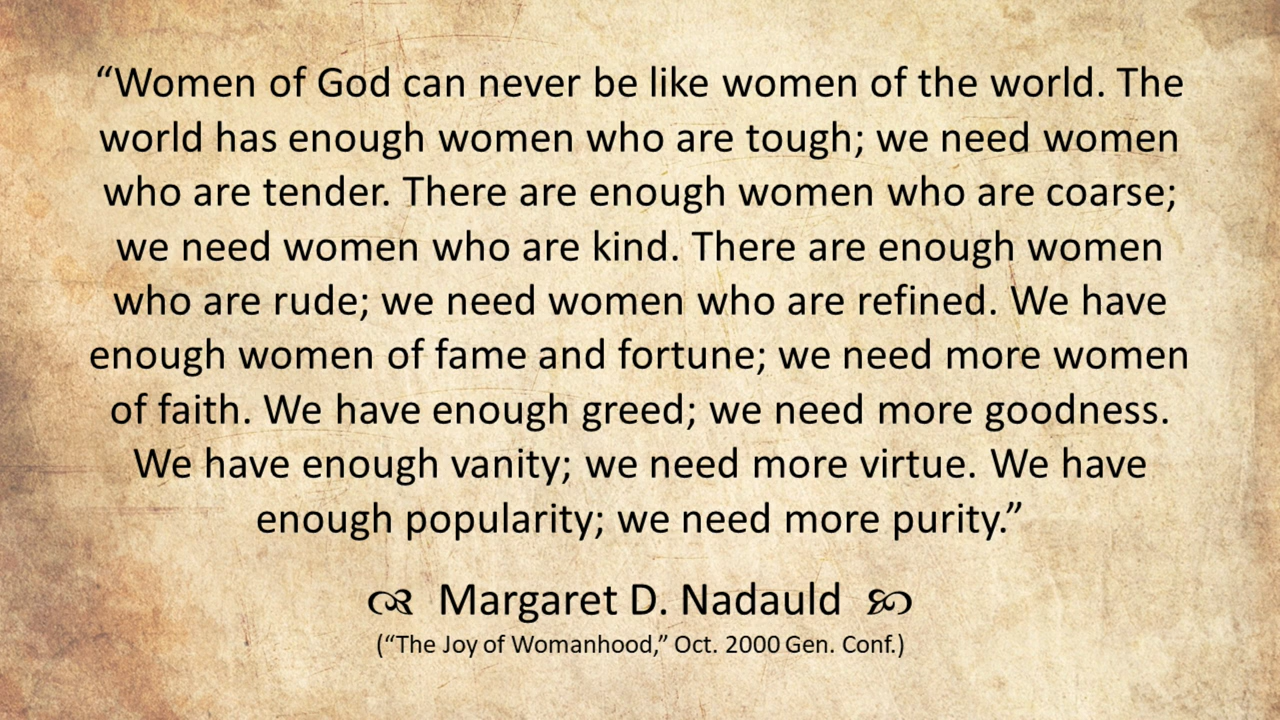 “Women of God can never be like women of the world. The
world has enough women who are tough; we need women
who are tender. There are enough women who are coarse;
we need women who are kind. There are enough women
who are rude; we need women who are refined. We have
enough women of fame and fortune; we need more women
of faith. We have enough greed; we need more goodness.
We have enough vanity; we need more virtue. We have
enough popularity; we need more purity.”
Margaret D. Nadauld
(“The Joy of Womanhood,” Oct. 2000 Gen. Conf.)